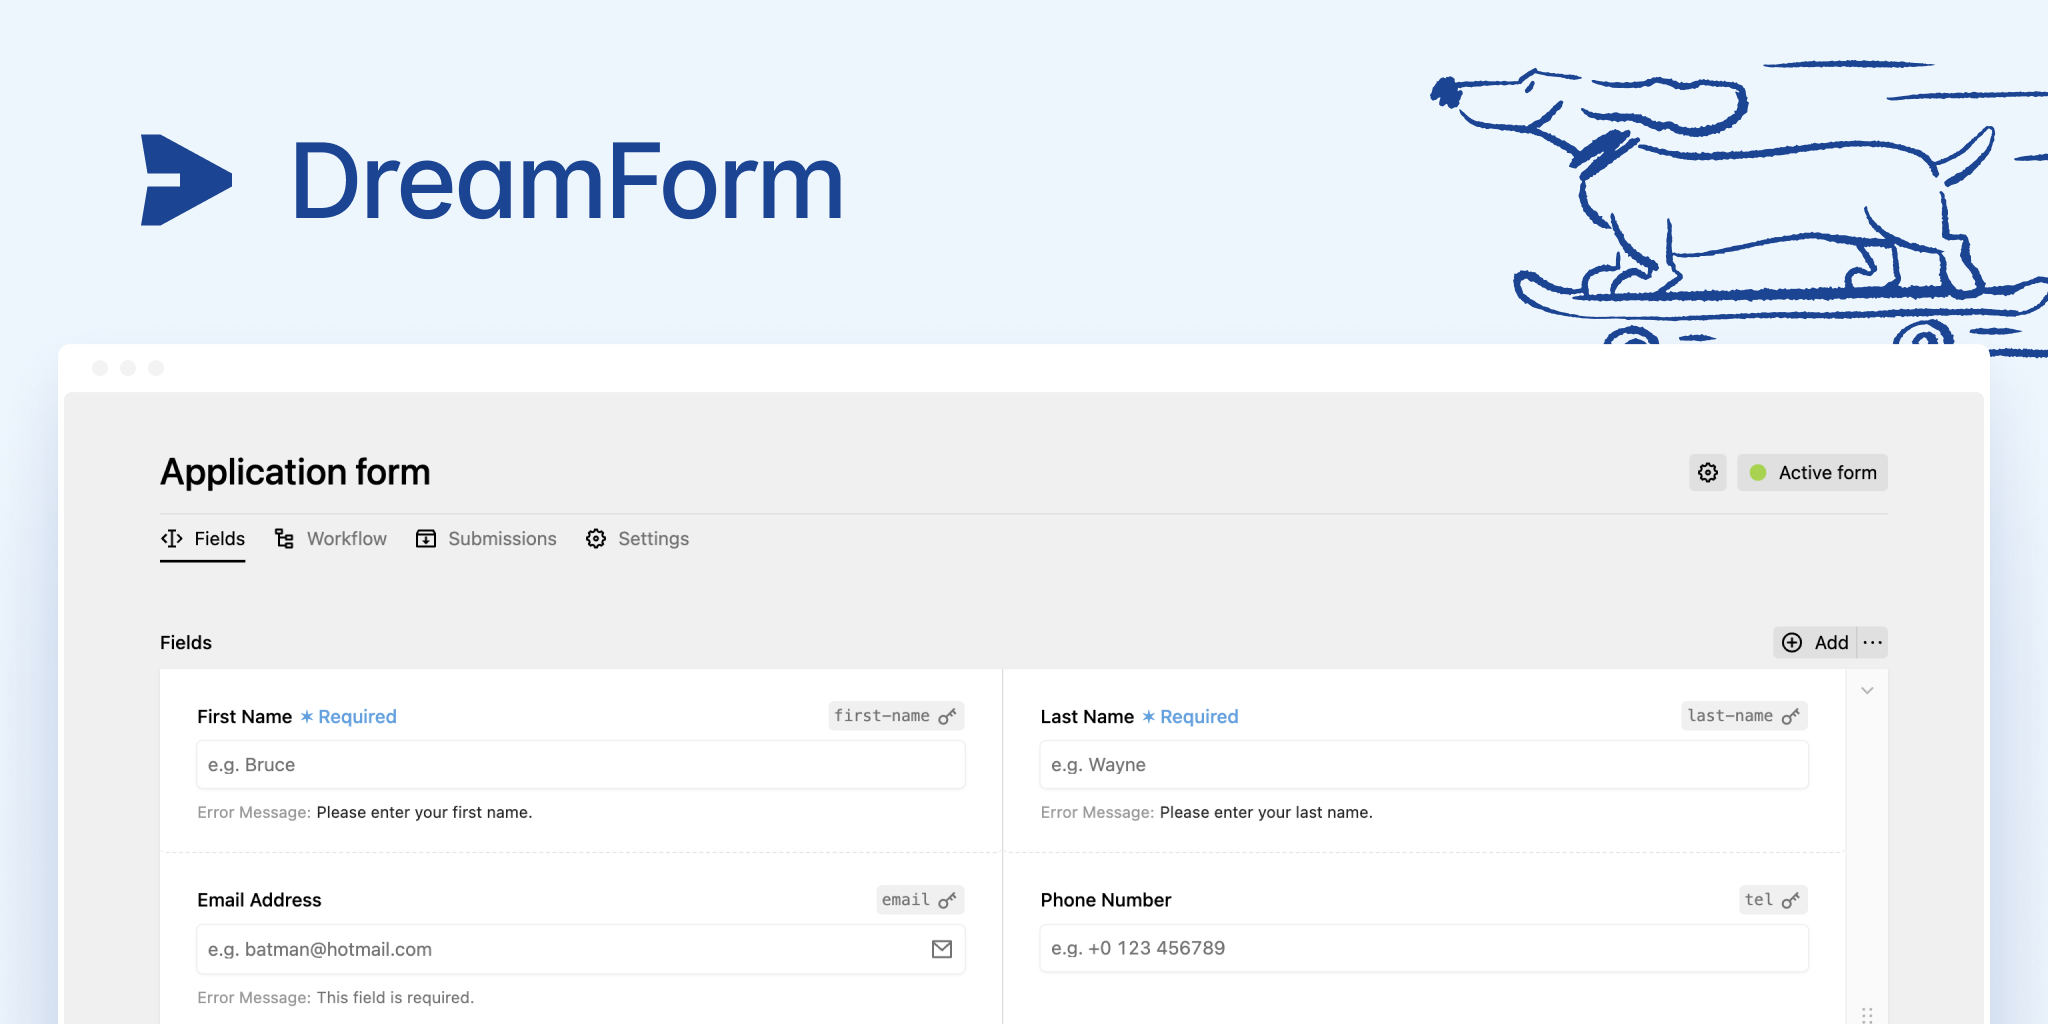 DreamForm
Application form
Active form
Fields Workflow Submissions Settings
Fields
Add
First Name * Required first-name
e.g. Bruce
Error Message: Please enter your first name.
Last Name * Required last-name
e.g. Wayne
Error Message: Please enter your last name.
Email Address email
e.g. batman@hotmail.com
Error Message: This field is required.
Phone Number tel
e.g. +0 123 456789